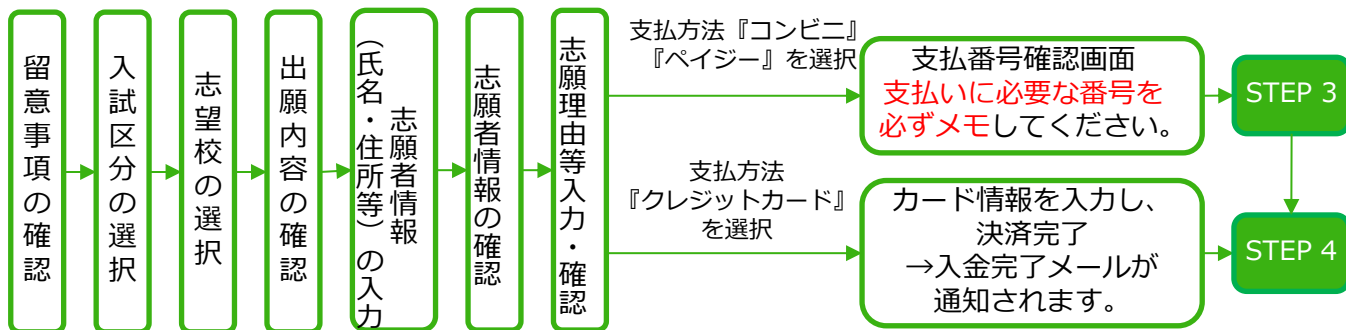 留意事項の確認
入試区分の選択
志望校の選択
出願内容の確認
志願者情報
（氏名・住所等）の入力
志願者情報の確認
志願理由等入力・確認
支払方法『コンビニ』
『ペイジー』を選択
支払番号確認画面
支払いに必要な番号を
必ずメモしてください。
STEP 3
支払方法
『クレジットカード』
を選択
カード情報を入力し、
決済完了
→入金完了メールが
通知されます。
STEP 4